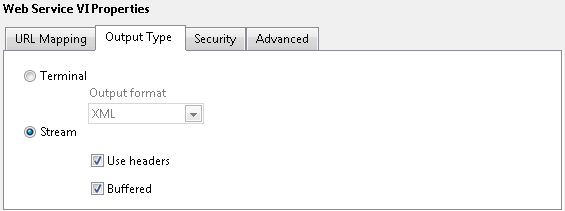 Web Service VI Properties
URL Mapping Output Type Security Advanced
Terminal
Output format
XML
Stream
Use headers
Buffered